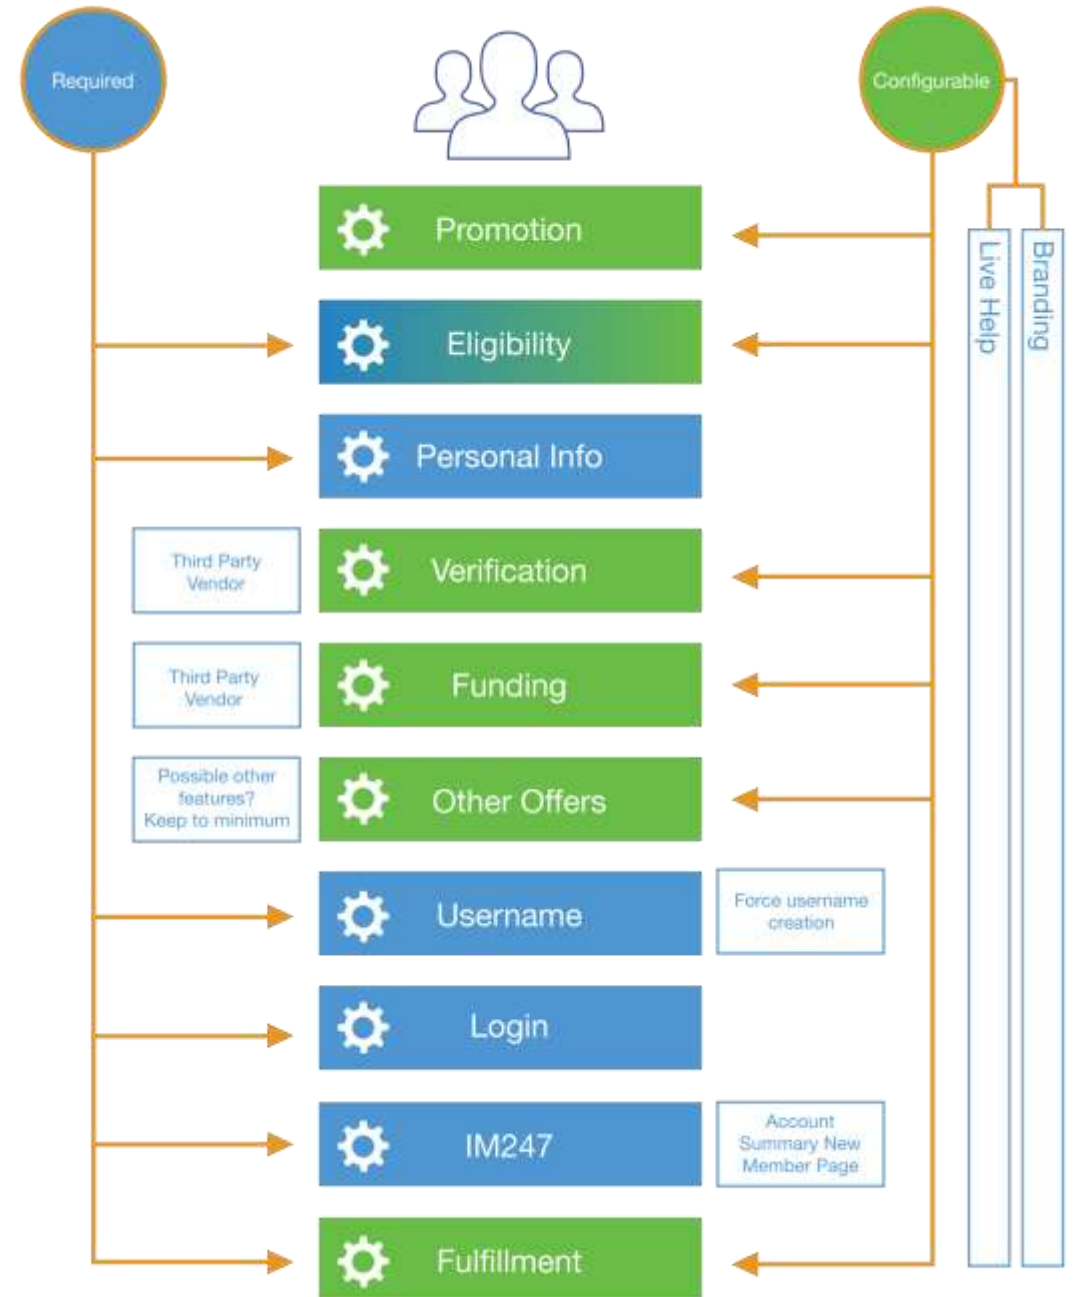 Required
Configurable
Promotion
Live Help
Branding
Eligibility
Personal Info
Third Party
Vendor
Verification
Third Party
Vendor
Funding
Possible other
features?
Keep to minimum
Other Offers
Username
Force username
creation
Login
IM247
Account
Summary New
Member Page
Fulfillment